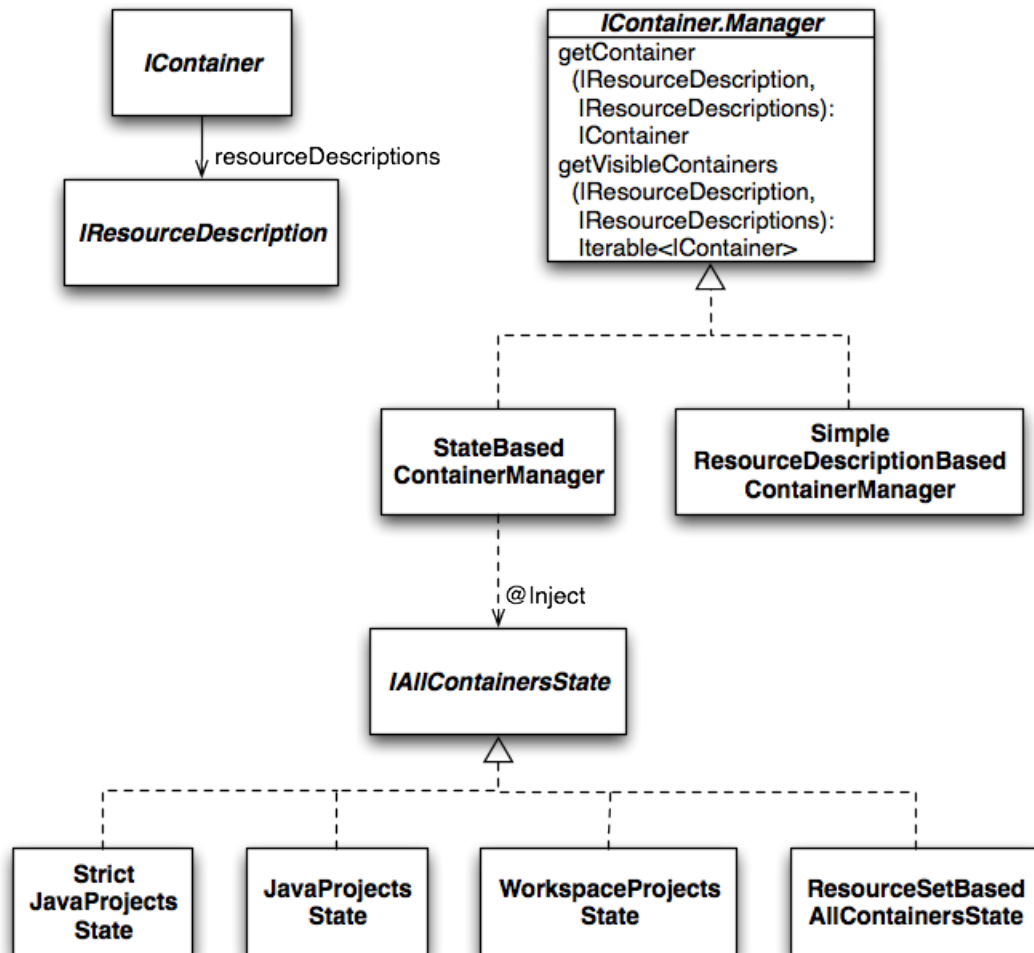 IContainer
resourceDescriptions
IResourceDescription
IContainer.Manager
getContainer
(IResourceDescription,
IResourceDescriptions):
IContainer
getVisibleContainers
(IResourceDescription,
IResourceDescriptions):
Iterable<IContainer>
StateBased
ContainerManager
Simple
ResourceDescriptionBased
ContainerManager
@Inject
IAllContainersState
Strict
JavaProjects
State
JavaProjects
State
WorkspaceProjects
State
ResourceSetBased
AllContainersState